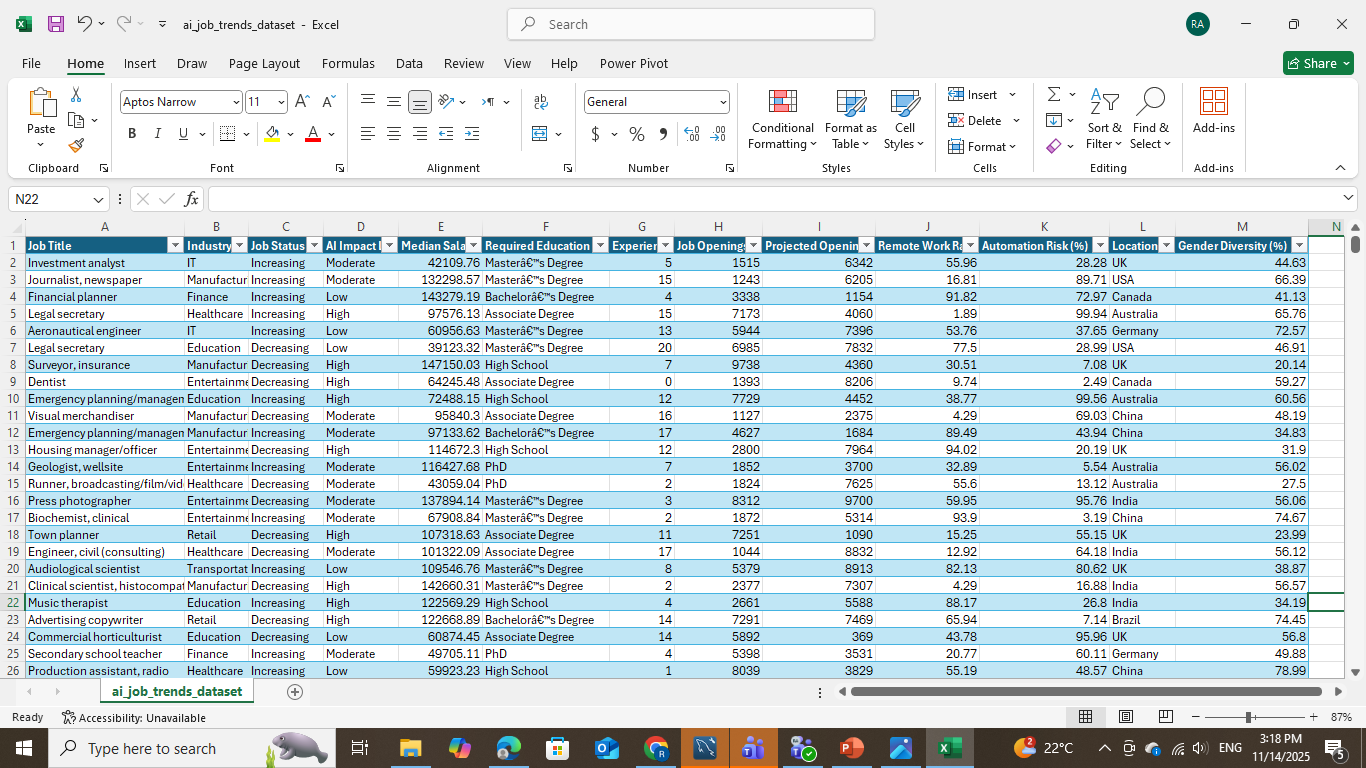 ai_job_trends_dataset - Excel
Search
RA
File Home Insert Draw Page Layout Formulas Data Review View Help Power Pivot
Share
Paste
Clipboard
Aptos Narrow 11
B I U
Font
ab
Alignment
General
$ % ,
Number
Conditional Formatting
Format as Table
Cell Styles
Styles
Insert
Delete
Format
Cells
Sort & Filter
Find & Select
Editing
Add-ins
Add-ins
N22
fx
A B C D E F G H I J K L M N
1 Job Title Industry Job Status AI Impact Median Sala Required Education Experien Job Openings Projected Openin Remote Work Ra Automation Risk (%) Location Gender Diversity (%)
2 Investment analyst IT Increasing Moderate 42109.76 Masterâ€™s Degree 5 1515 6342 55.96 28.28 UK 44.63
3 Journalist, newspaper Manufactur Increasing Moderate 132298.57 Masterâ€™s Degree 15 1243 6205 16.81 89.71 USA 66.39
4 Financial planner Finance Increasing Low 143279.19 Bachelorâ€™s Degree 4 3338 1154 91.82 72.97 Canada 41.13
5 Legal secretary Healthcare Increasing High 97576.13 Associate Degree 15 7173 4060 1.89 99.94 Australia 65.76
6 Aeronautical engineer IT Increasing Low 60956.63 Masterâ€™s Degree 13 5944 7396 53.76 37.65 Germany 72.57
7 Legal secretary Education Decreasing Low 39123.32 Masterâ€™s Degree 20 6985 7832 77.5 28.99 USA 46.91
8 Surveyor, insurance Manufactur Decreasing High 147150.03 High School 7 9738 4360 30.51 7.08 UK 20.14
9 Dentist Entertainme Decreasing High 64245.48 Associate Degree 0 1393 8206 9.74 2.49 Canada 59.27
10 Emergency planning/managem Education Increasing High 72488.15 High School 12 7729 4452 38.77 99.56 Australia 60.56
11 Visual merchandiser Manufactur Decreasing Moderate 95840.3 Associate Degree 16 1127 2375 4.29 69.03 China 48.19
12 Emergency planning/managem Manufactur Increasing Moderate 97133.62 Bachelorâ€™s Degree 17 4627 1684 89.49 43.94 China 34.83
13 Housing manager/officer Entertainme Decreasing High 114672.3 High School 12 2800 7964 94.02 20.19 UK 31.9
14 Geologist, wellsite Entertainme Increasing Moderate 116427.68 PhD 7 1852 3700 32.89 5.54 Australia 56.02
15 Runner, broadcasting/film/vid Healthcare Decreasing Moderate 43059.04 PhD 2 1824 7625 55.6 13.12 Australia 27.5
16 Press photographer Entertainme Decreasing Moderate 137894.14 Masterâ€™s Degree 3 8312 9700 59.95 95.76 India 56.06
17 Biochemist, clinical Entertainme Increasing Moderate 67908.84 Masterâ€™s Degree 2 1872 5314 93.9 3.19 China 74.67
18 Town planner Retail Decreasing High 107318.63 Associate Degree 11 7251 1090 15.25 55.15 UK 23.99
19 Engineer, civil (consulting) Healthcare Decreasing Moderate 101322.09 Associate Degree 17 1044 8832 12.92 64.18 India 56.12
20 Audiological scientist Transportat Increasing Low 109546.76 Masterâ€™s Degree 8 5379 8913 82.13 80.62 UK 38.87
21 Clinical scientist, histocompat Manufactur Decreasing High 142660.31 Masterâ€™s Degree 2 2377 7307 4.29 16.88 India 56.57
22 Music therapist Education Increasing High 122569.29 High School 4 2661 5588 88.17 26.8 India 34.19
23 Advertising copywriter Retail Decreasing High 122668.89 Bachelorâ€™s Degree 14 7291 7469 65.94 7.14 Brazil 74.45
24 Commercial horticulturist Education Decreasing Low 60874.45 Associate Degree 14 5892 369 43.78 95.96 UK 56.8
25 Secondary school teacher Finance Increasing Moderate 49705.11 PhD 4 5398 3531 20.77 60.11 Germany 49.88
26 Production assistant, radio Healthcare Increasing Low 59923.23 High School 1 8039 3829 55.19 48.57 China 78.99
ai_job_trends_dataset
Ready Accessibility: Unavailable 87%
Type here to search
2
22°C
ENG
3:18 PM
11/14/2025
5